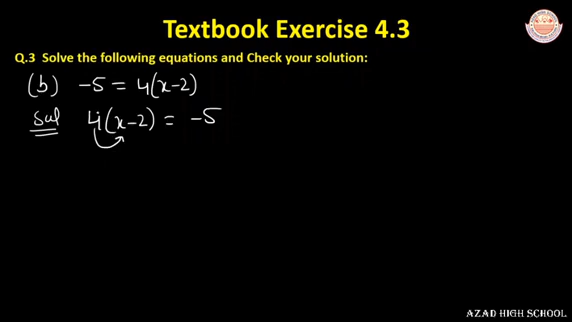 Textbook Exercise 4.3
Q.3 Solve the following equations and Check your solution:
(b) -5 = 4(x-2)
Sol 4(x-2) = -5
AZAD HIGH SCHOOL